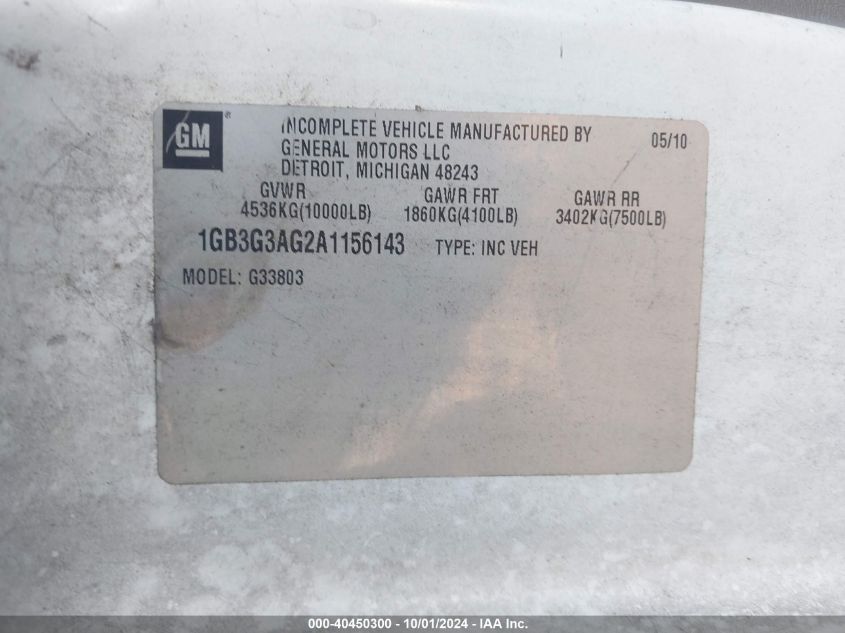 GM®
INCOMPLETE VEHICLE MANUFACTURED BY
05/10
GENERAL MOTORS LLC
DETROIT, MICHIGAN 48243
GVWR GAWR FRT GAWR RR
4536KG(10000LB) 1860KG(4100LB) 3402KG(7500LB)
1GB3G3AG2A1156143 TYPE: INC VEH
MODEL: G33803
000-40450300 - 10/01/2024 - IAA Inc.